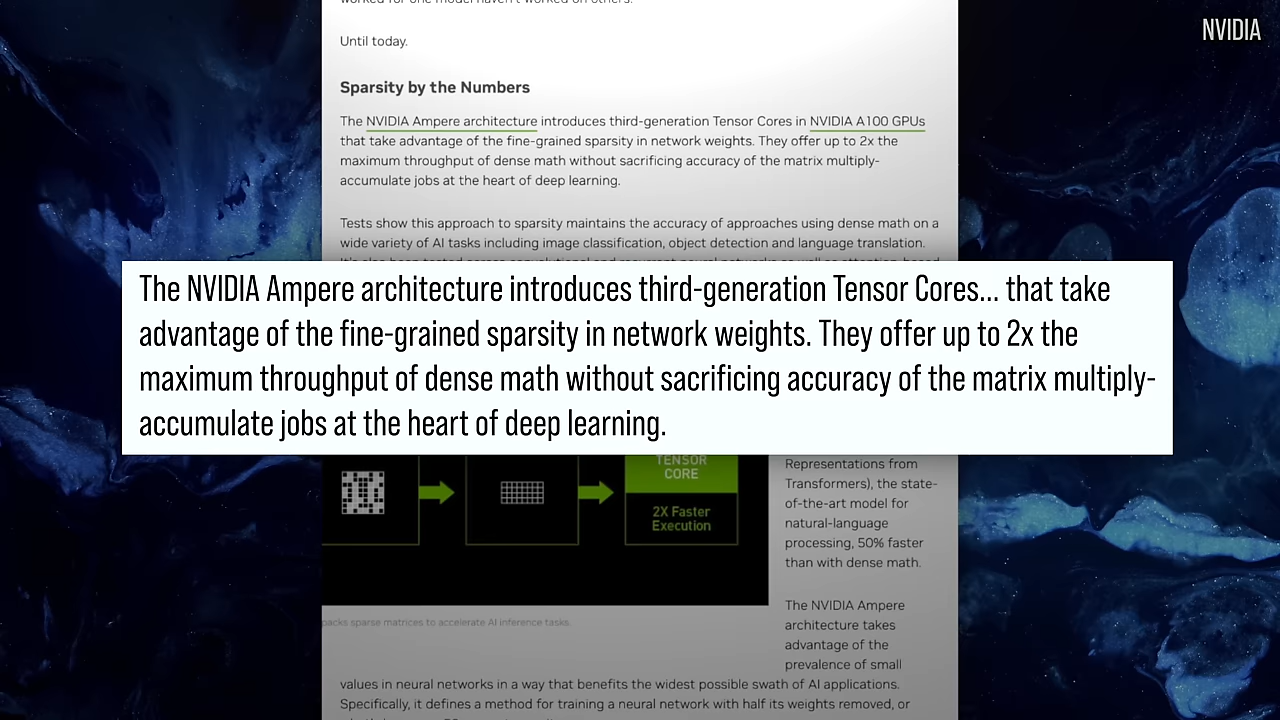 NVIDIA
worked for one model haven't worked on others.
Until today.
Sparsity by the Numbers
The NVIDIA Ampere architecture introduces third-generation Tensor Cores in NVIDIA A100 GPUs
that take advantage of the fine-grained sparsity in network weights. They offer up to 2x the
maximum throughput of dense math without sacrificing accuracy of the matrix multiply-
accumulate jobs at the heart of deep learning.
Tests show this approach to sparsity maintains the accuracy of approaches using dense math on a
wide variety of AI tasks including image classification, object detection and language translation.
The NVIDIA Ampere architecture introduces third-generation Tensor Cores... that take
advantage of the fine-grained sparsity in network weights. They offer up to 2x the
maximum throughput of dense math without sacrificing accuracy of the matrix multiply-
accumulate jobs at the heart of deep learning.
TENSOR
CORE
2X Faster
Execution
packs sparse matrices to accelerate AI inference tasks.
Representations from
Transformers), the state-
of-the-art model for
natural-language
processing, 50% faster
than with dense math.
The NVIDIA Ampere
architecture takes
advantage of the
prevalence of small
values in neural networks in a way that benefits the widest possible swath of AI applications.
Specifically, it defines a method for training a neural network with half its weights removed, or